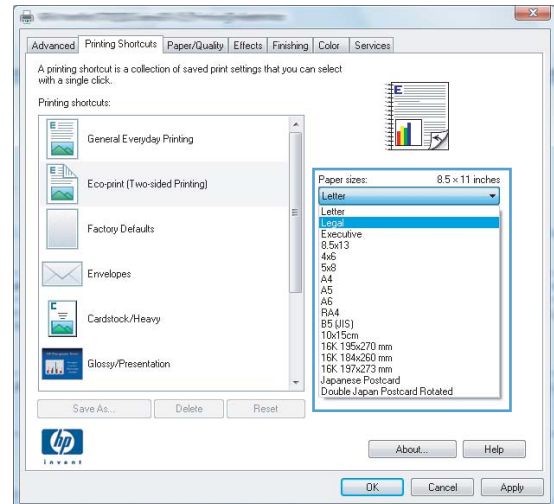 Advanced Printing Shortcuts Paper/Quality Effects Finishing Color Services
A printing shortcut is a collection of saved print settings that you can select
with a single click.
Printing shortcuts:
General Everyday Printing
Eco-print (Two-sided Printing)
Factory Defaults
Envelopes
Cardstock/Heavy
Glossy/Presentation
Save As... Delete Reset
E
Paper sizes: 8.5 × 11 inches
Letter
Letter
Legal
Executive
8.5x13
4x6
5x8
A4
A5
A6
RA4
B5 (JIS)
10x15cm
16K 195x270 mm
16K 184x260 mm
16K 197x273 mm
Japanese Postcard
Double Japan Postcard Rotated
hp
invent
About... Help
OK Cancel Apply